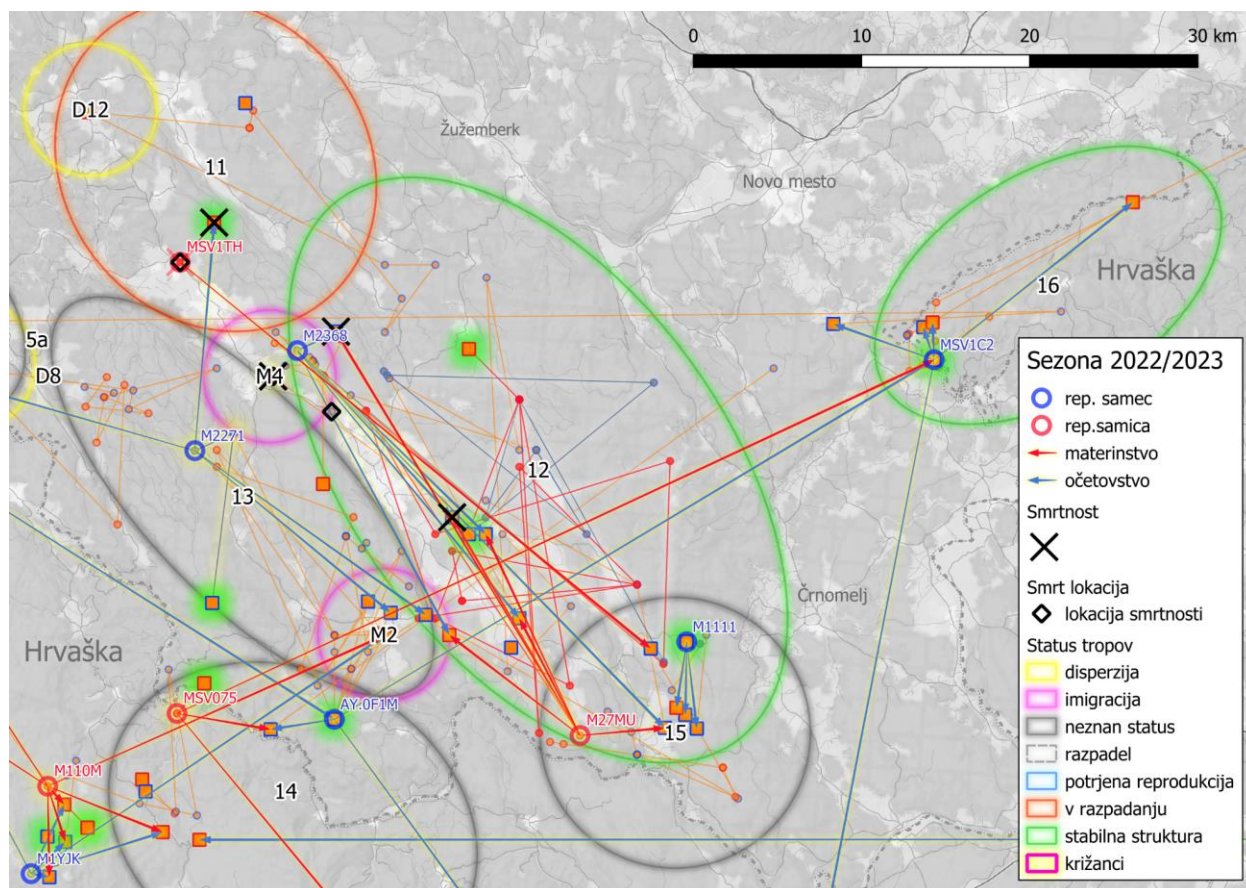 0 10 20 30 km
D12
11
Žužemberk
MSV1TH
Novo mesto
Hrvaška
16
5a
D8
M2368
M4
MSV1C2
M2271
12
13
Črnomelj
M2
M1111
Hrvaška
MSV075
AY.0F1M
M27MU
15
M110M
14
M1YJK
Sezona 2022/2023
rep. samec
rep.samica
materinstvo
očetovstvo
Smrtnost
Smrt lokacija
lokacija smrtnosti
Status tropov
disperzija
imigracija
neznan status
razpadel
potrjena reprodukcija
v razpadanju
stabilna struktura
križanci